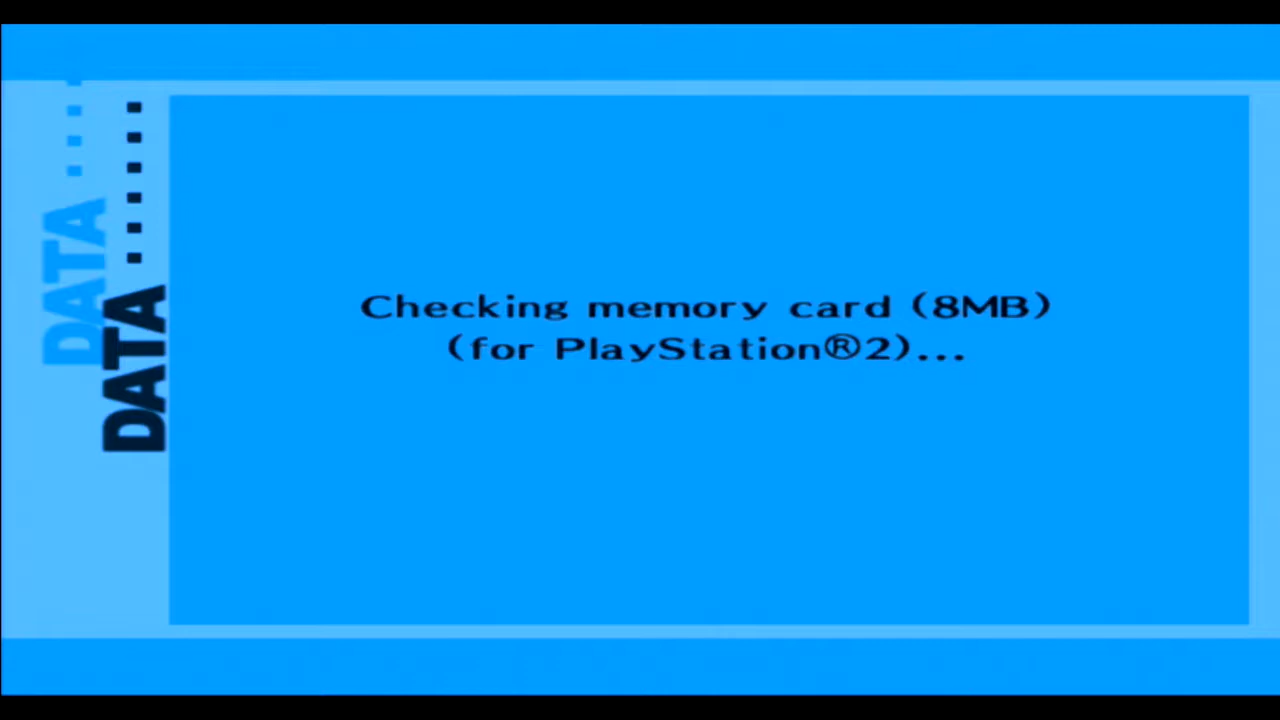 DATA ....
DATA ......
Checking memory card (8MB)
(for PlayStation®2)...